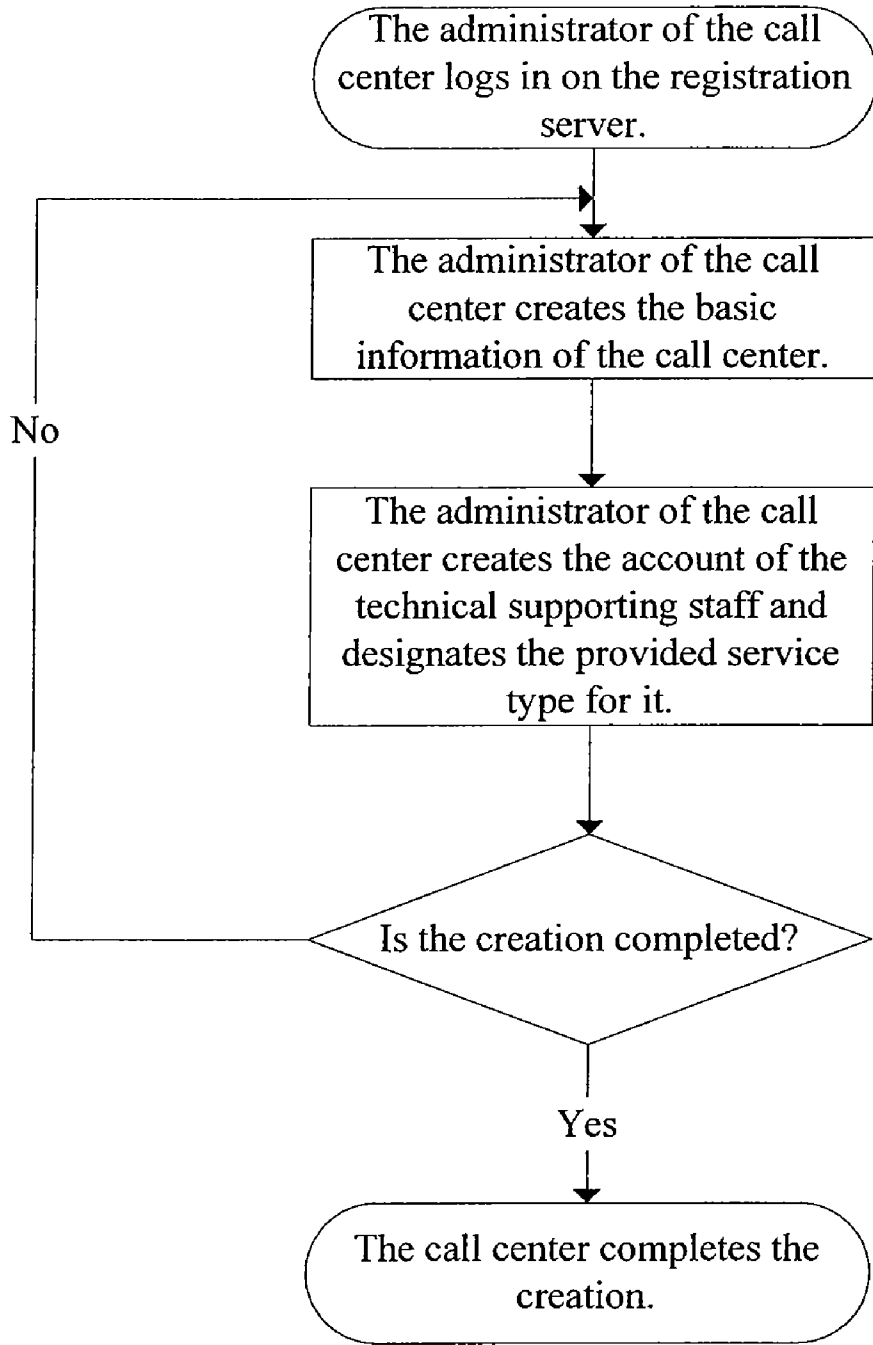 The administrator of the call
center logs in on the registration
server.
The administrator of the call
center creates the basic
information of the call center.
No
The administrator of the call
center creates the account of the
technical supporting staff and
designates the provided service
type for it.
Is the creation completed?
Yes
The call center completes the
creation.